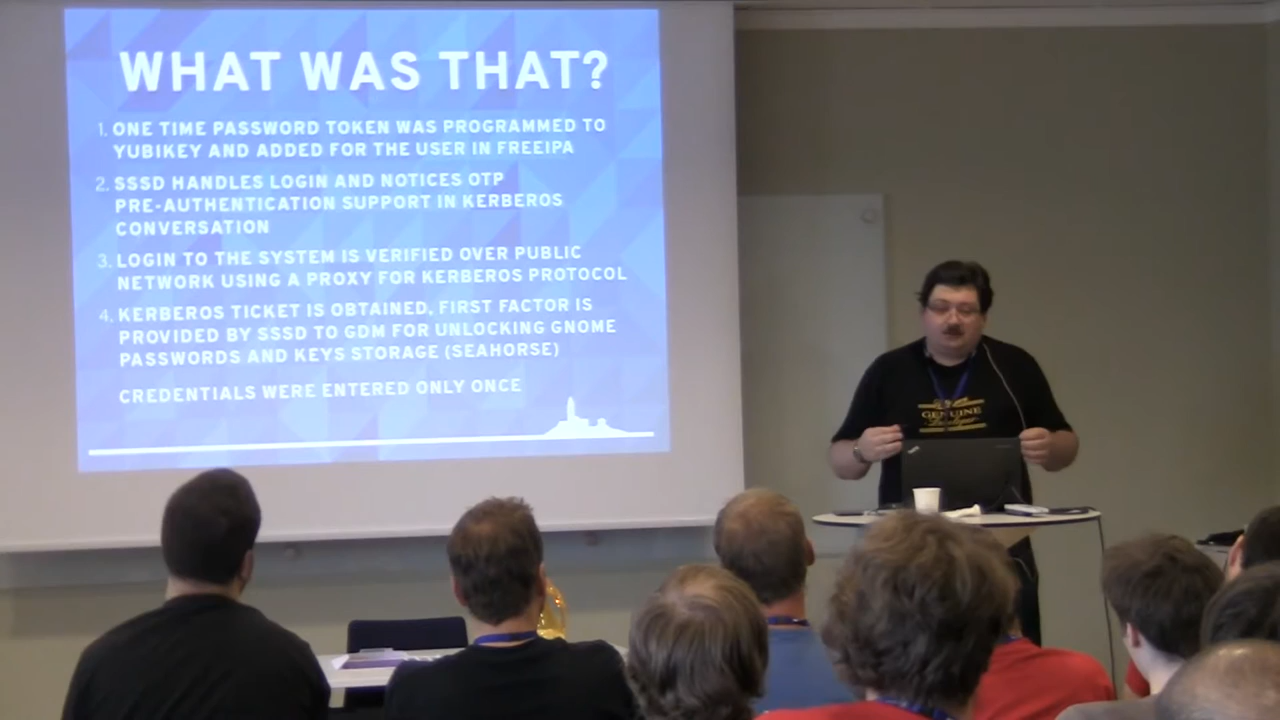 WHAT WAS THAT?
1. ONE TIME PASSWORD TOKEN WAS PROGRAMMED TO
YUBIKEY AND ADDED FOR THE USER IN FREEIPA
2. SSSD HANDLES LOGIN AND NOTICES OTP
PRE-AUTHENTICATION SUPPORT IN KERBEROS
CONVERSATION
3. LOGIN TO THE SYSTEM IS VERIFIED OVER PUBLIC
NETWORK USING A PROXY FOR KERBEROS PROTOCOL
4. KERBEROS TICKET IS OBTAINED, FIRST FACTOR IS
PROVIDED BY SSSD TO GDM FOR UNLOCKING GNOME
PASSWORDS AND KEYS STORAGE (SEAHORSE)
CREDENTIALS WERE ENTERED ONLY ONCE
GENUINE